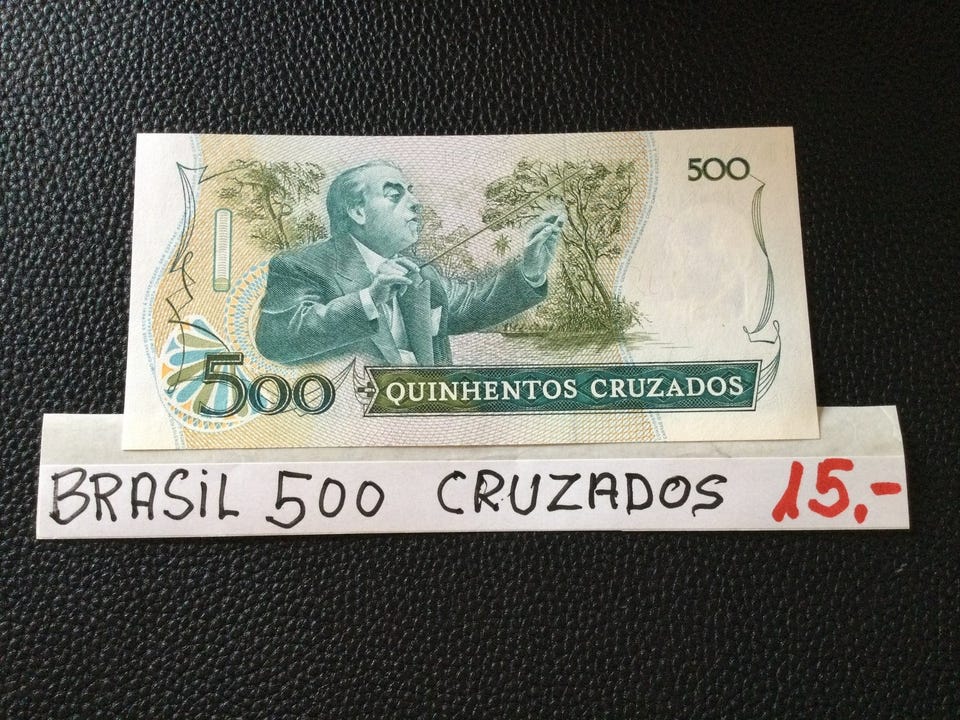 500
500 QUINHENTOS CRUZADOS
BRASiL 500 CRUZADOS 15,-